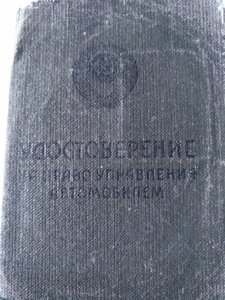 УДОСТОВЕРЕНИЕ
НА ПРАВО УПРАВЛЕНИЯ
АВТОМОБИЛЕМ